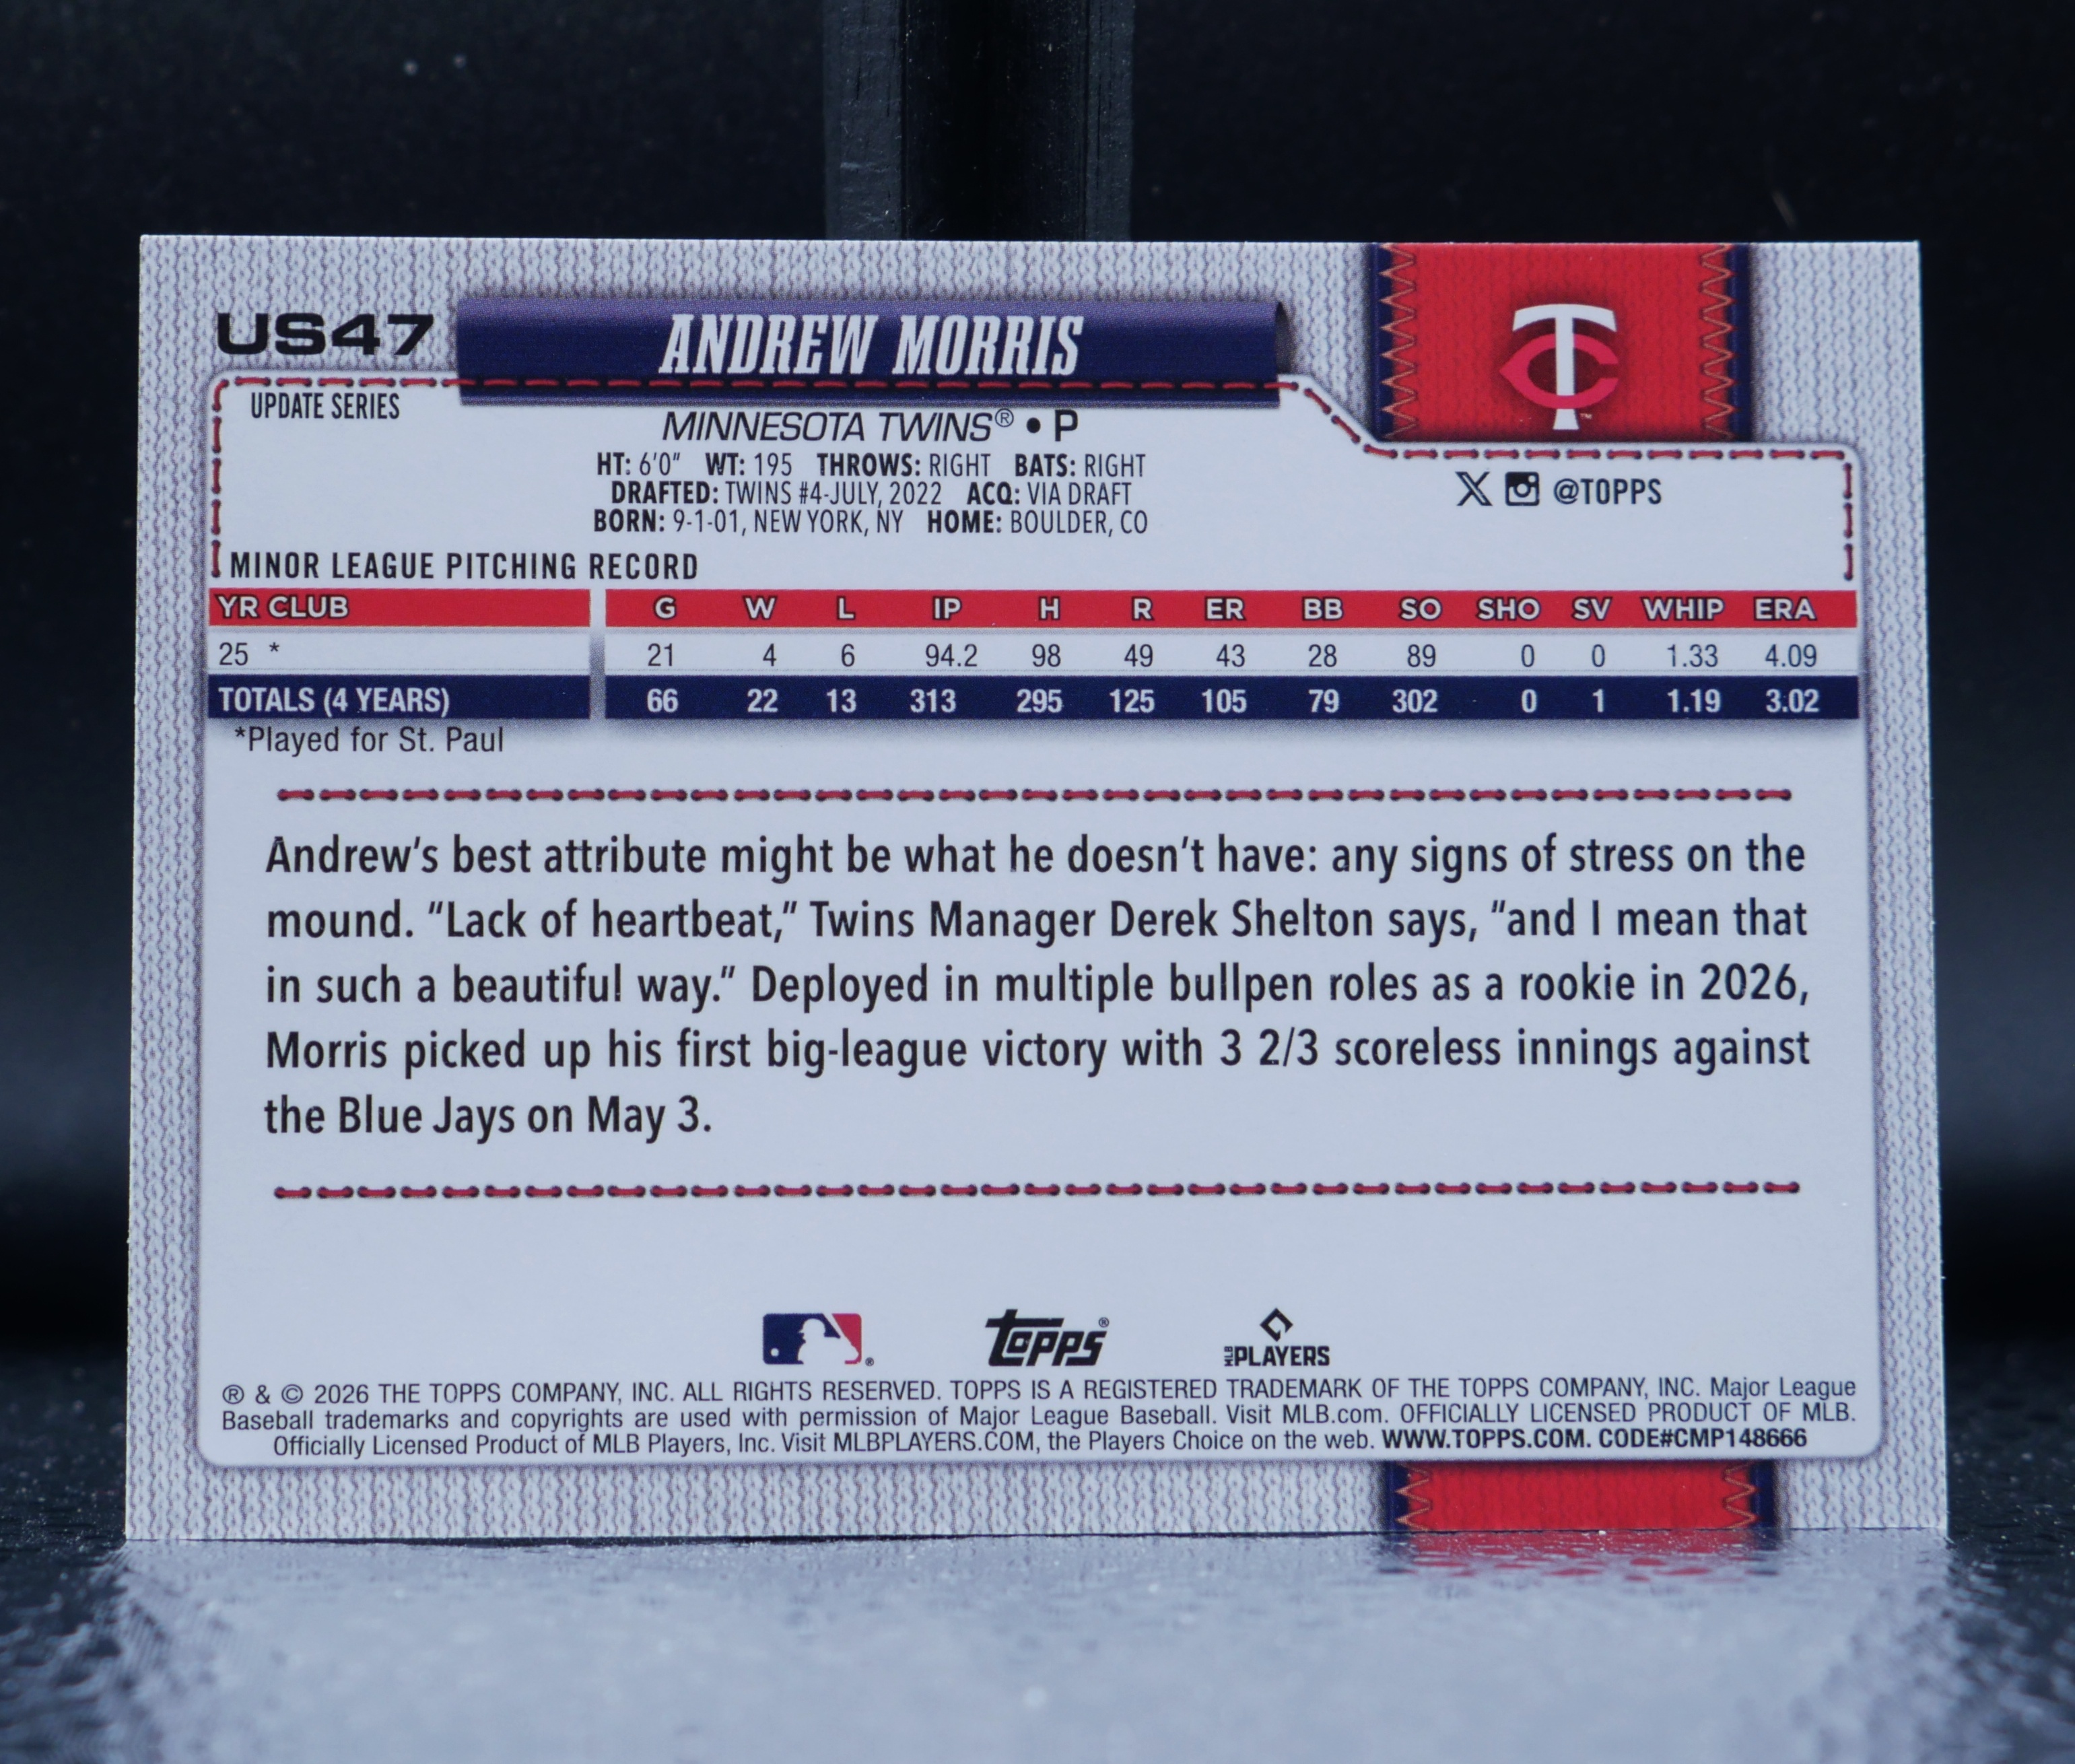 US47
ANDREW MORRIS
TC
™
UPDATE SERIES
MINNESOTA TWINS® • P
HT: 6'0" WT: 195 THROWS: RIGHT BATS: RIGHT
DRAFTED: TWINS #4-JULY, 2022 ACQ: VIA DRAFT
BORN: 9-1-01, NEW YORK, NY HOME: BOULDER, CO
@TOPPS
MINOR LEAGUE PITCHING RECORD
YR CLUB G W L IP H R ER BB SO SHO SV WHIP ERA
25 * 21 4 6 94.2 98 49 43 28 89 0 0 1.33 4.09
TOTALS (4 YEARS) 66 22 13 313 295 125 105 79 302 0 1 1.19 3.02
*Played for St. Paul
Andrew's best attribute might be what he doesn't have: any signs of stress on the
mound. "Lack of heartbeat," Twins Manager Derek Shelton says, "and I mean that
in such a beautiful way." Deployed in multiple bullpen roles as a rookie in 2026,
Morris picked up his first big-league victory with 3 2/3 scoreless innings against
the Blue Jays on May 3.
® topps® MLB PLAYERS
® & © 2026 THE TOPPS COMPANY, INC. ALL RIGHTS RESERVED. TOPPS IS A REGISTERED TRADEMARK OF THE TOPPS COMPANY, INC. Major League
Baseball trademarks and copyrights are used with permission of Major League Baseball. Visit MLB.com. OFFICIALLY LICENSED PRODUCT OF MLB.
Officially Licensed Product of MLB Players, Inc. Visit MLBPLAYERS.COM, the Players Choice on the web. WWW.TOPPS.COM. CODE#CMP148666